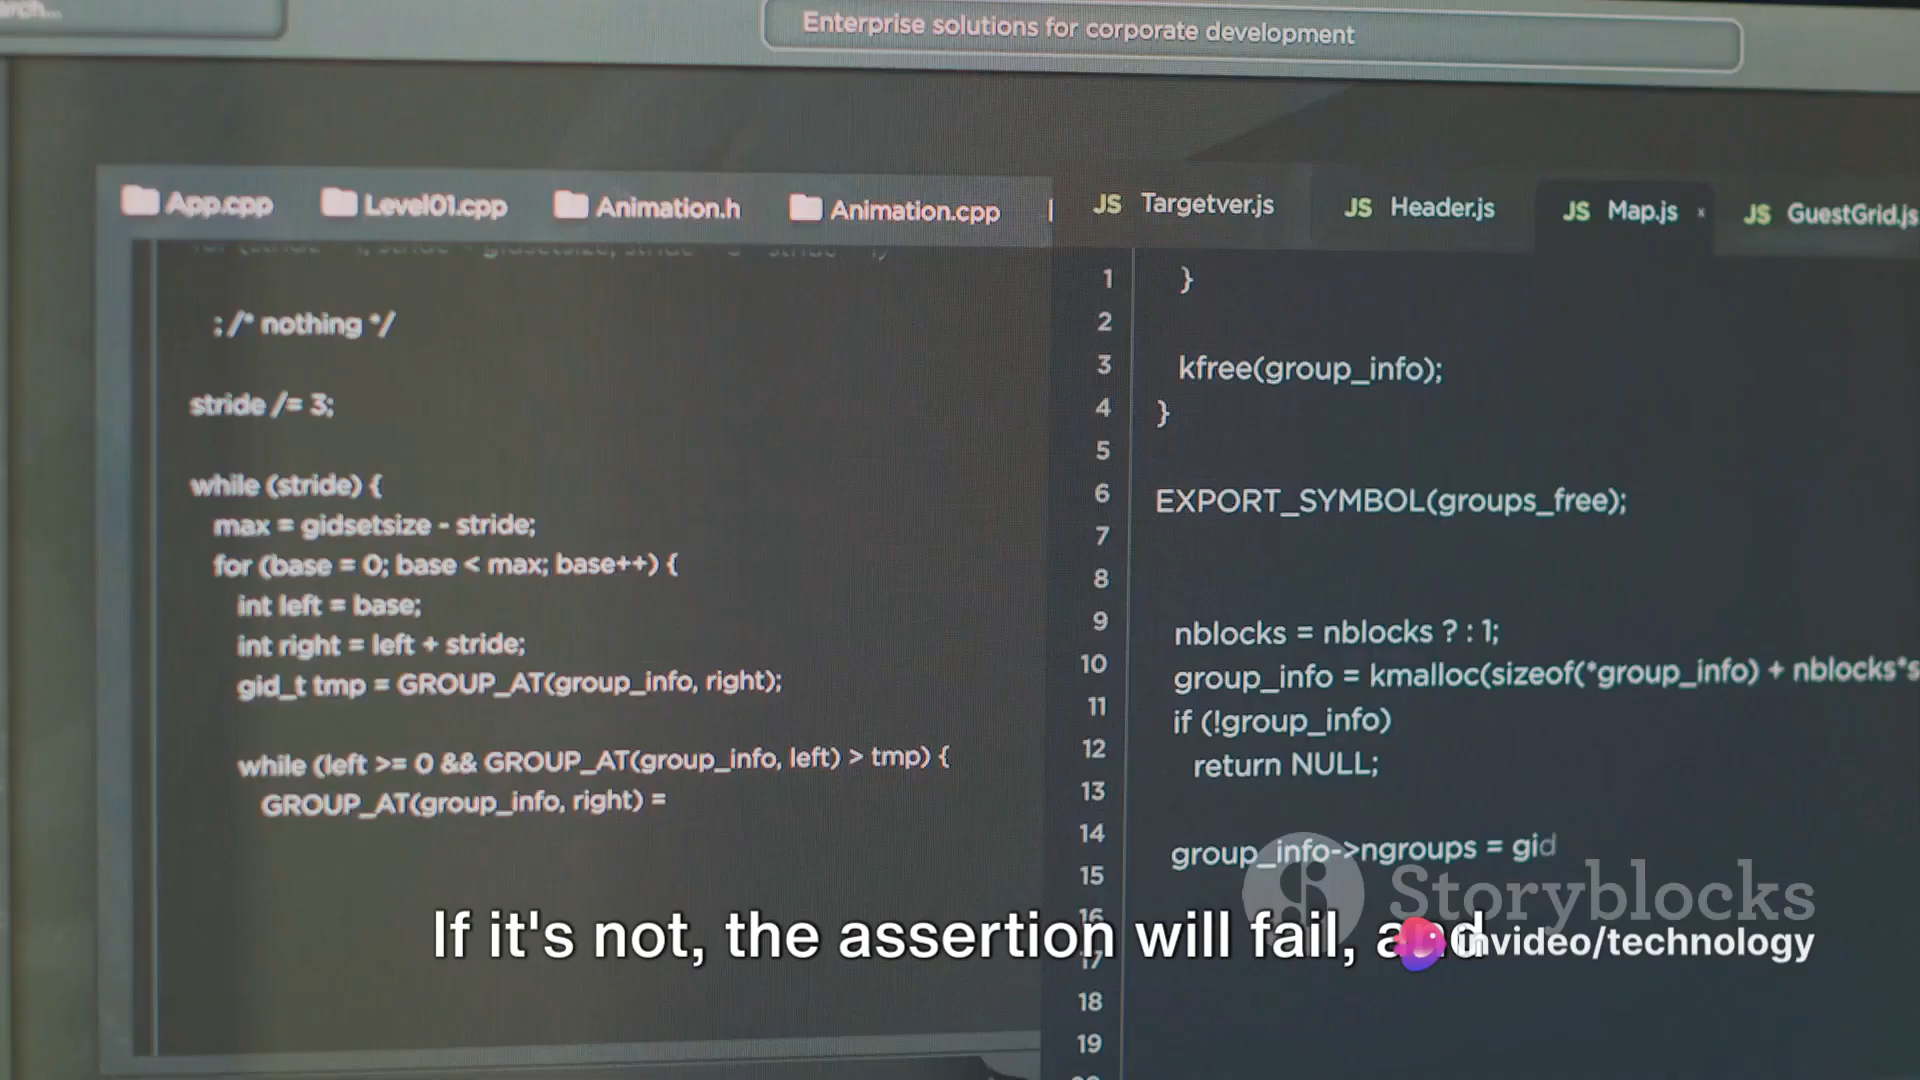 Enterprise solutions for corporate development
App.cpp
Level01.cpp
Animation.h
Animation.cpp
; /* nothing */
stride /= 3;
while (stride) {
max = gidsetsize - stride;
for (base = 0; base < max; base++) {
int left = base;
int right = left + stride;
gid_t tmp = GROUP_AT(group_info, right);
while (left >= 0 && GROUP_AT(group_info, left) > tmp) {
GROUP_AT(group_info, right) =
JS Targetver.js
JS Header.js
JS Map.js x
JS GuestGrid.js
1 }
2
3 kfree(group_info);
4 }
5
6 EXPORT_SYMBOL(groups_free);
7
8
9 nblocks = nblocks ? : 1;
10 group_info = kmalloc(sizeof(*group_info) + nblocks*s
11 if (!group_info)
12 return NULL;
13
14 group_info->ngroups = gid
15
16
17
18
19
If it's not, the assertion will fail, and
Storyblocks
invideo/technology